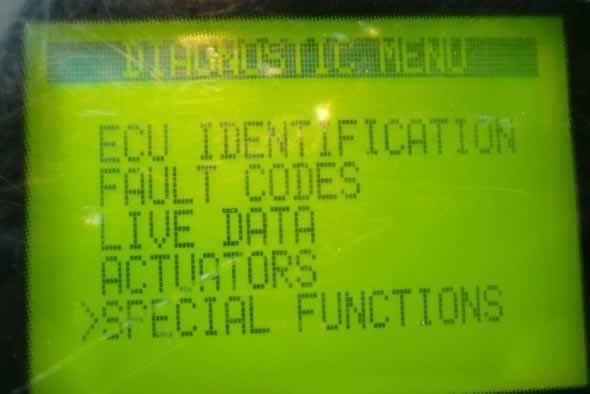 DIAGNOSTIC MENU
ECU IDENTIFICATION
FAULT CODES
LIVE DATA
ACTUATORS
>SPECIAL FUNCTIONS